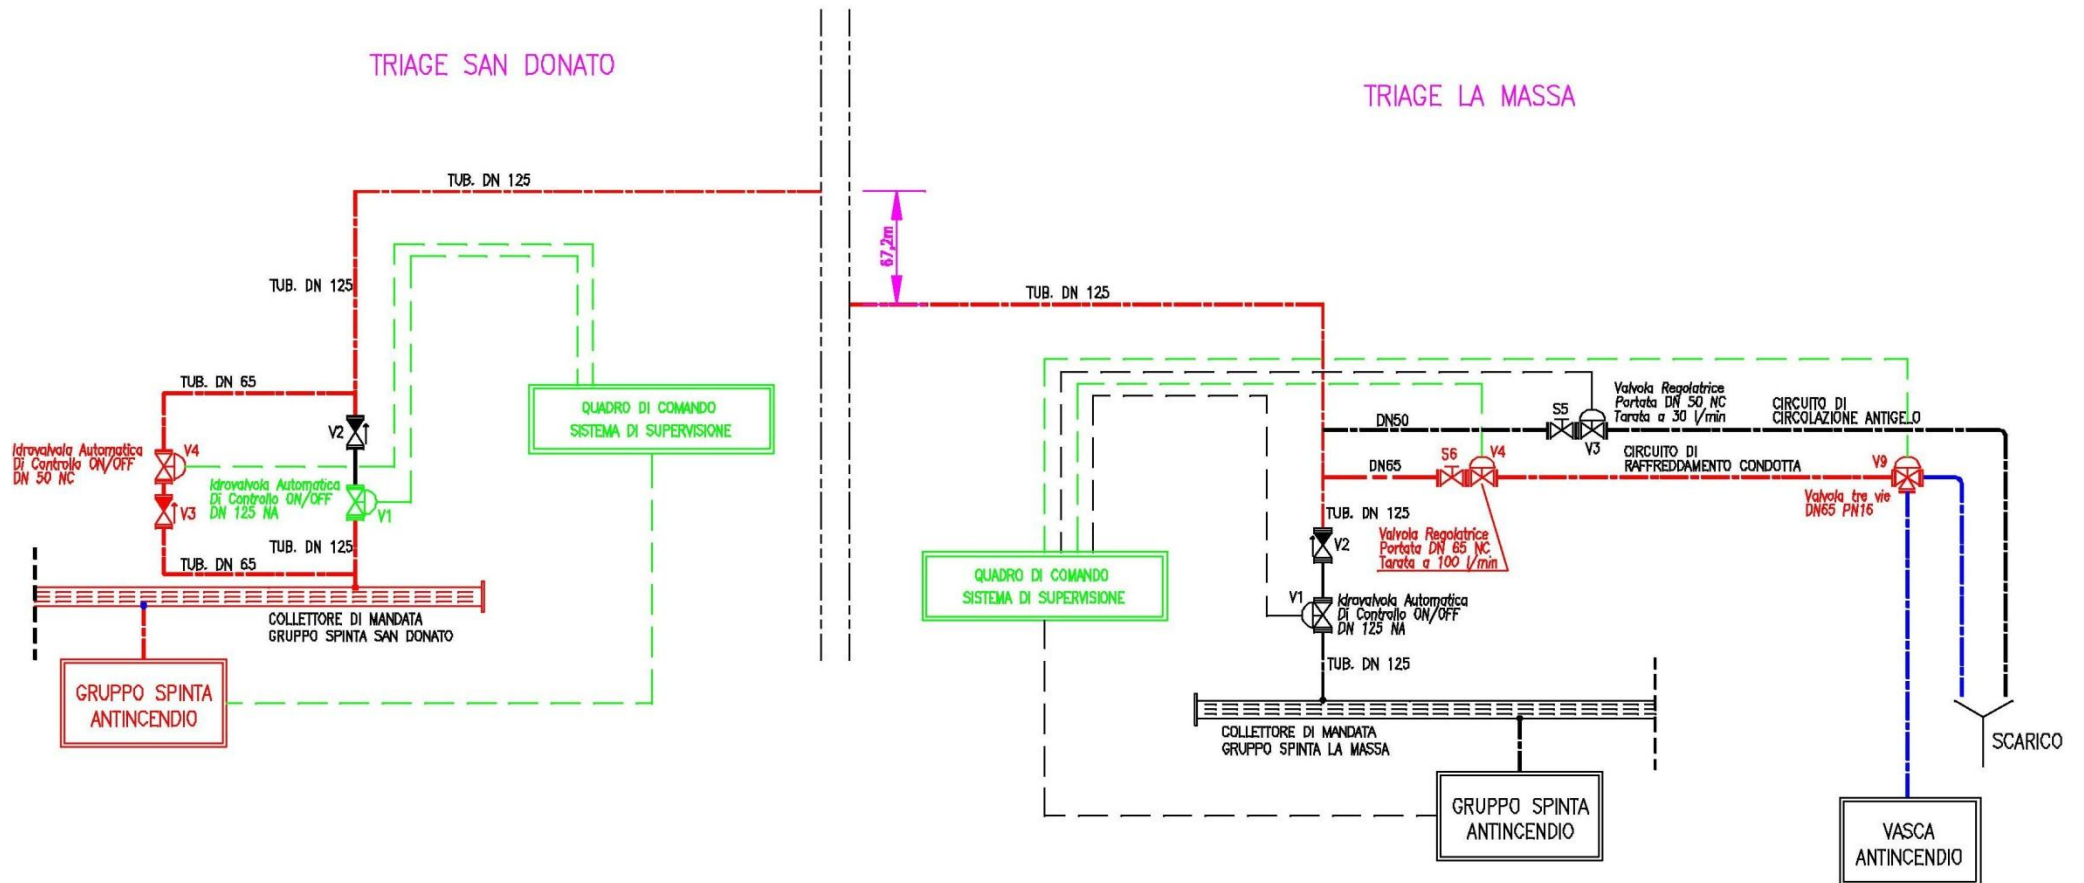 TRIAGE SAN DONATO
TUB. DN 125
TUB. DN 125
TUB. DN 65
QUADRO DI COMANDO
SISTEMA DI SUPERVISIONE
V2
Idrovalvola Automatica
Di Controllo ON/OFF
DN 50 NC
V4
Idrovalvola Automatica
Di Controllo ON/OFF
DN 125 NA
V1
V3
TUB. DN 125
TUB. DN 65
COLLETTORE DI MANDATA
GRUPPO SPINTA SAN DONATO
GRUPPO SPINTA
ANTINCENDIO
TRIAGE LA MASSA
67,2m
TUB. DN 125
Valvola Regolatrice
Portata DN 50 NC
Tarata a 30 l/min
S5
V3
DN50
CIRCUITO DI
CIRCOLAZIONE ANTIGELO
DN65
S6
V4
CIRCUITO DI
RAFFREDDAMENTO CONDOTTA
V9
Valvola tre vie
DN65 PN16
TUB. DN 125
Valvola Regolatrice
Portata DN 65 NC
Tarata a 100 l/min
V2
QUADRO DI COMANDO
SISTEMA DI SUPERVISIONE
V1
Idrovalvola Automatica
Di Controllo ON/OFF
DN 125 NA
TUB. DN 125
COLLETTORE DI MANDATA
GRUPPO SPINTA LA MASSA
SCARICO
GRUPPO SPINTA
ANTINCENDIO
VASCA
ANTINCENDIO